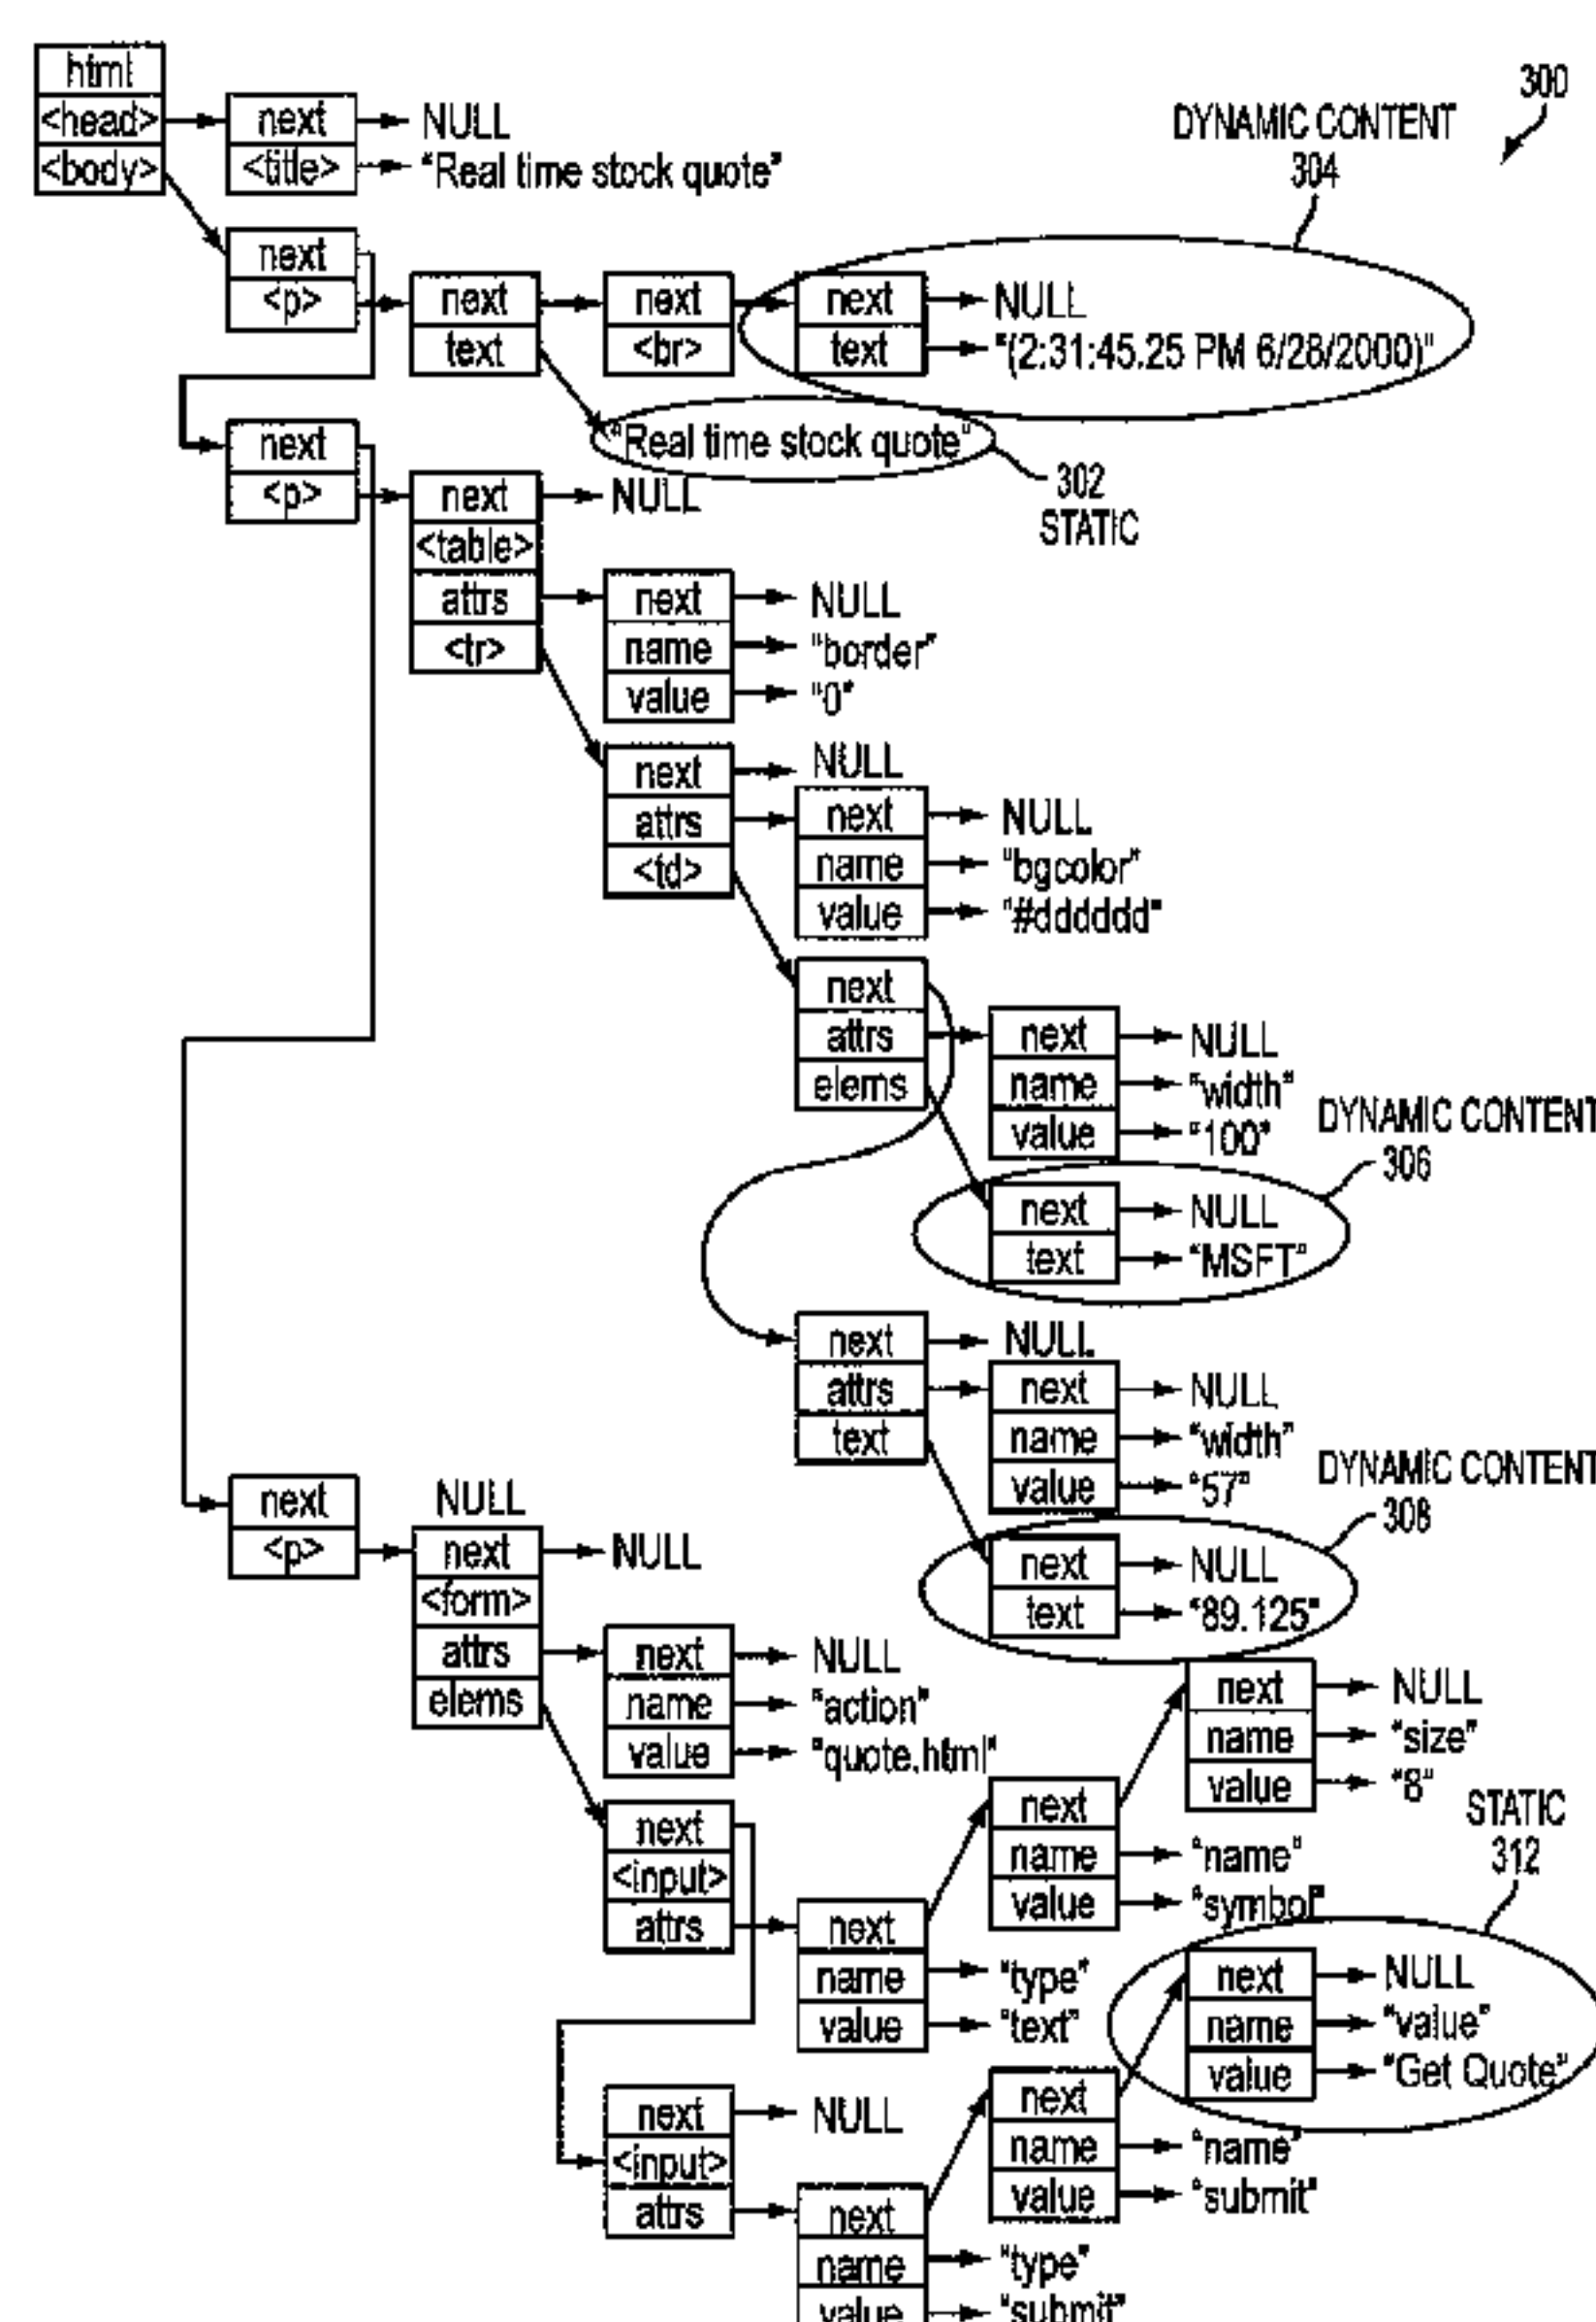 html
<head>
<body>
next
<title>
NULL
"Real time stock quote"
DYNAMIC CONTENT
304
300
next
<p>
next
text
next
<br>
next
text
NULL
"(2:31:45.25 PM 6/28/2000)"
"Real time stock quote"
302
STATIC
next
<p>
next
<table>
attrs
<tr>
NULL
next
name
value
NULL
"border"
"0"
next
attrs
<td>
NULL
next
name
value
NULL
"bgcolor"
"#dddddd"
next
attrs
elems
next
name
value
NULL
"width"
"100"
DYNAMIC CONTENT
306
next
text
NULL
"MSFT"
next
attrs
text
NULL
next
name
value
NULL
"width"
"57"
DYNAMIC CONTENT
308
next
text
NULL
"89.125"
next
<p>
NULL
next
<form>
attrs
elems
NULL
next
name
value
NULL
"action"
"quote.html"
next
<input>
attrs
next
name
value
"type"
"text"
next
name
value
"name"
"symbol"
next
name
value
NULL
"size"
"8"
STATIC
312
next
name
value
NULL
"value"
"Get Quote"
next
<input>
attrs
NULL
next
name
value
"name"
"submit"
next
name
value
"type"
"submit"